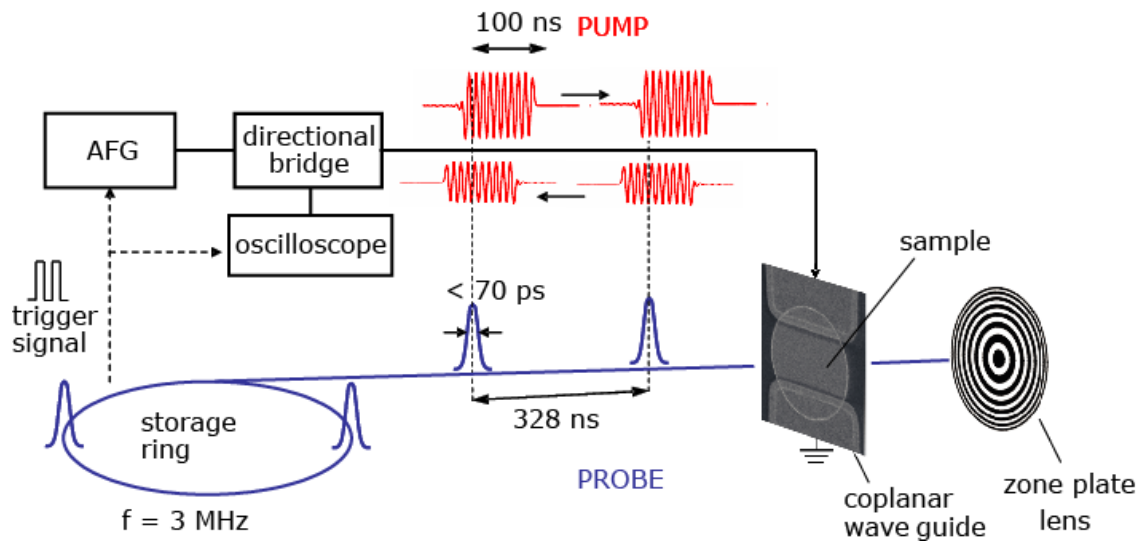 100 ns
PUMP
AFG
directional
bridge
oscilloscope
sample
trigger
signal
< 70 ps
storage
ring
328 ns
PROBE
f = 3 MHz
coplanar
wave guide
zone plate
lens